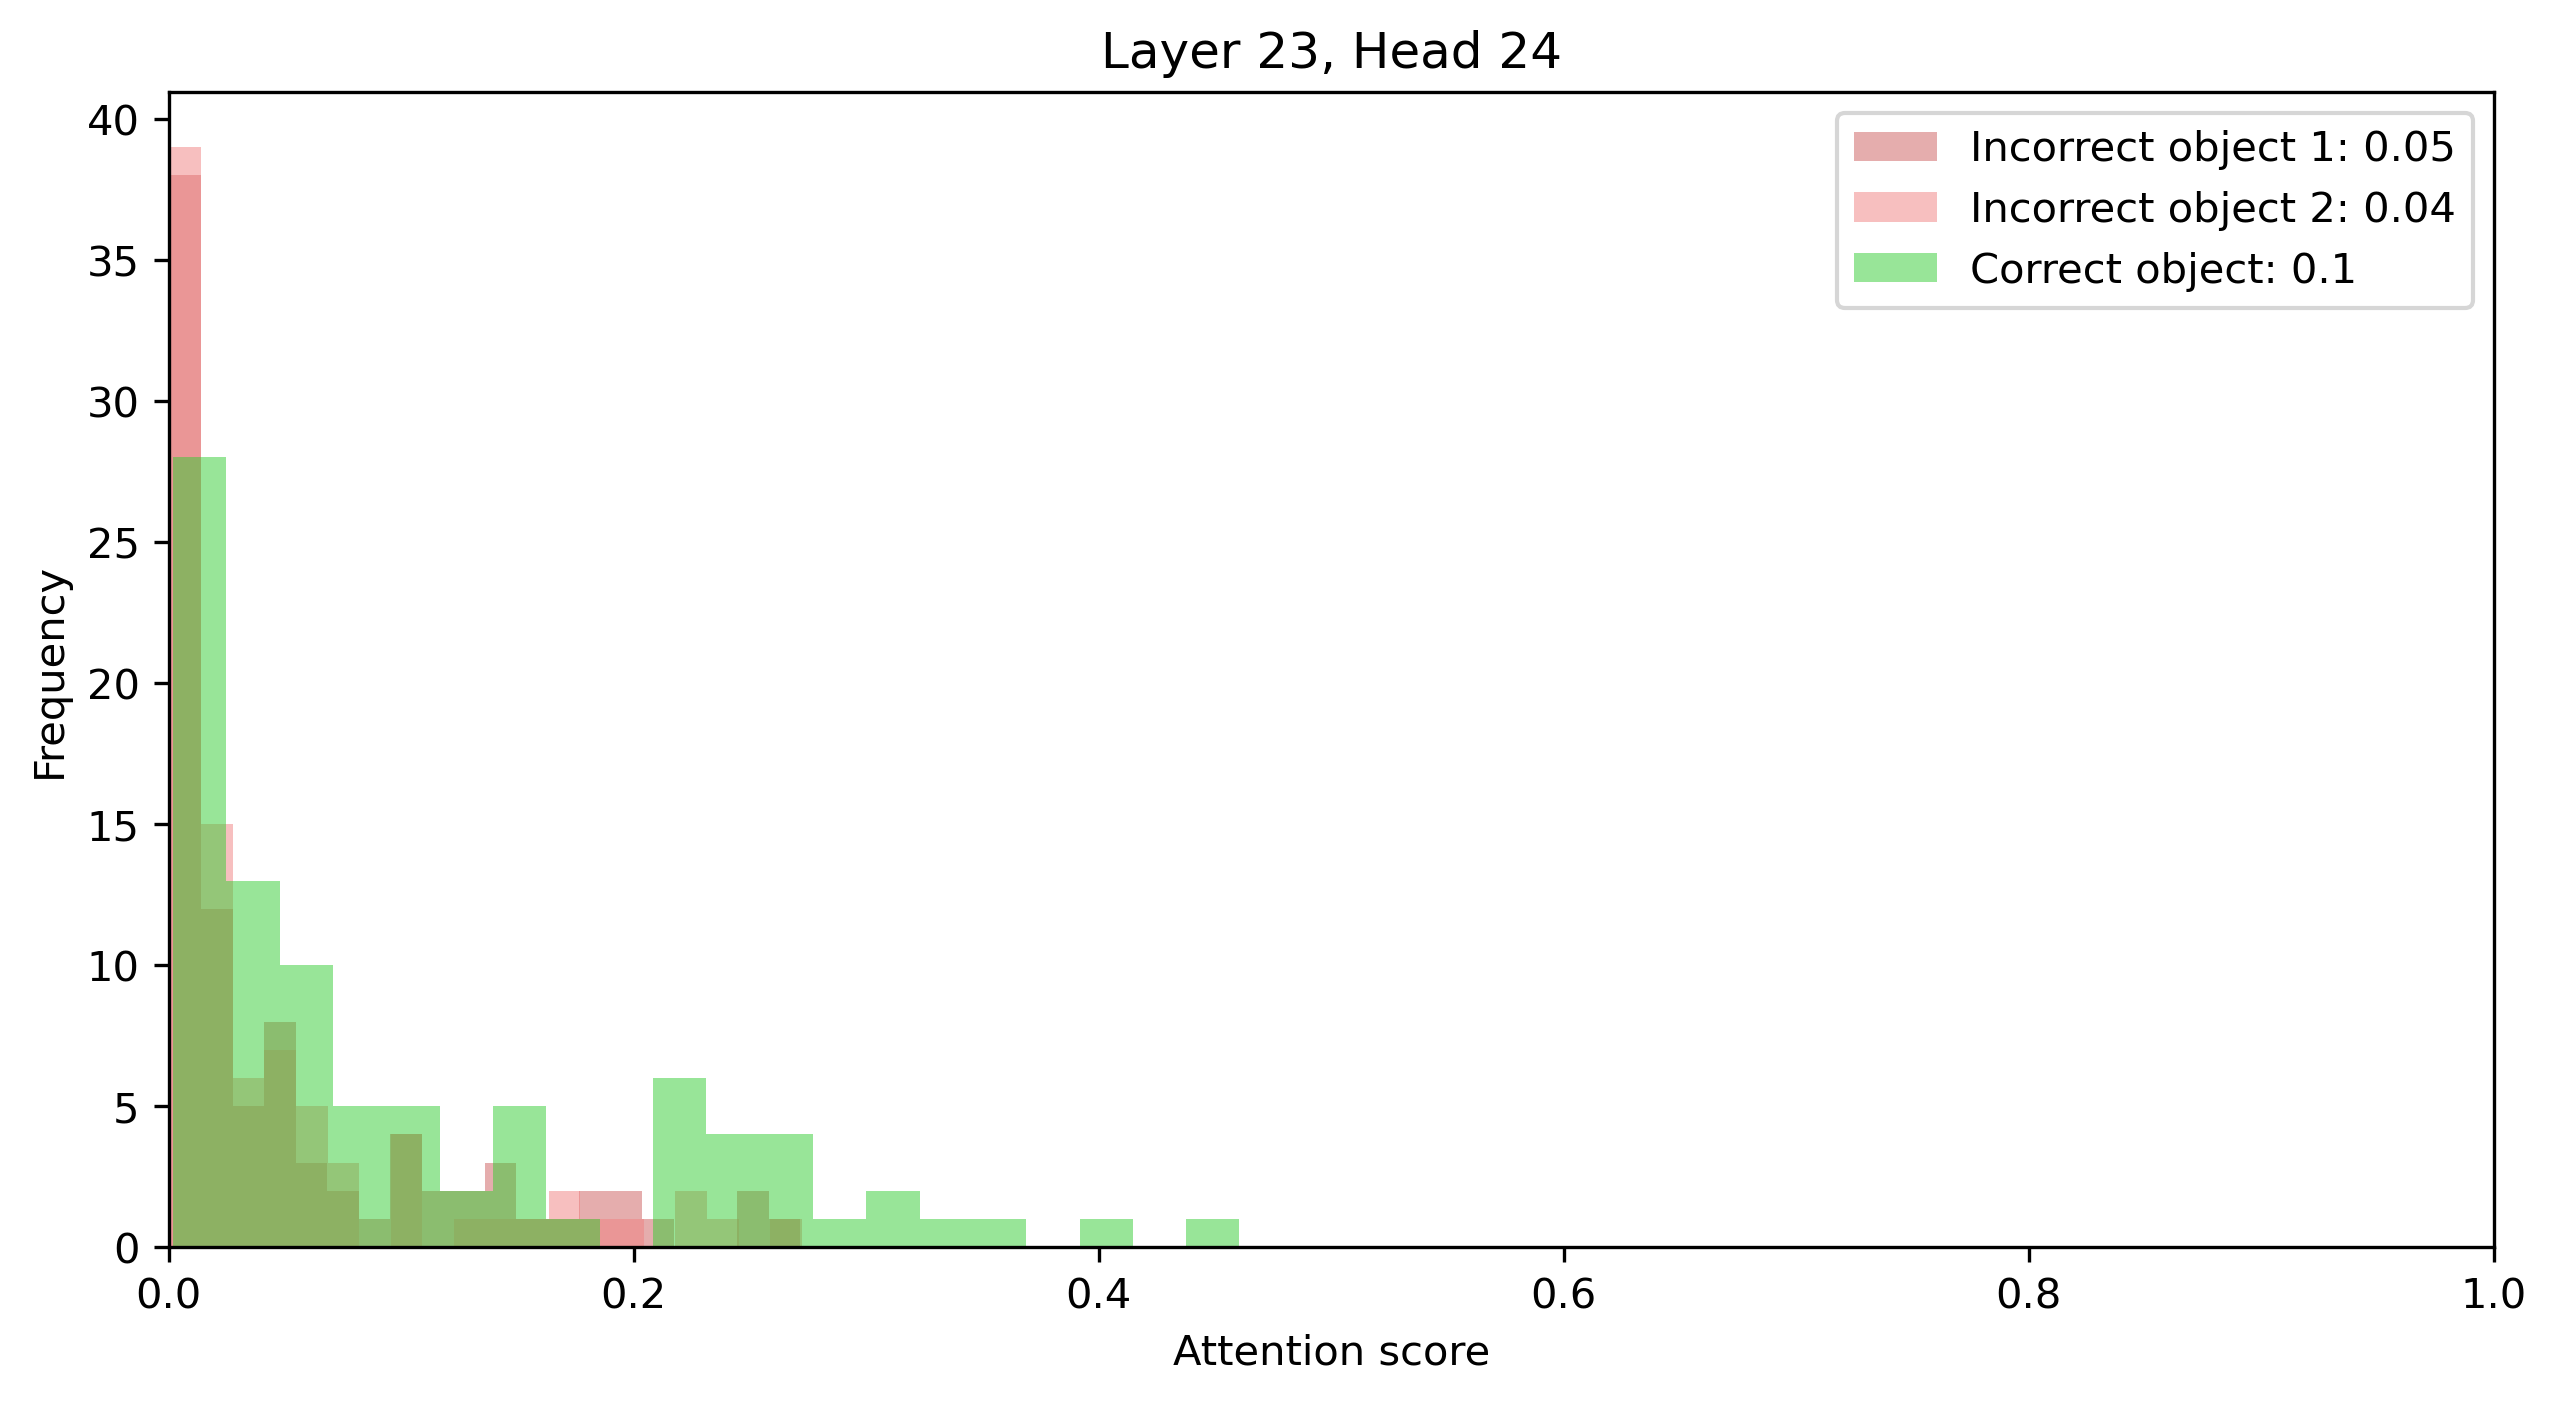 Layer 23, Head 24
Incorrect object 1: 0.05
Incorrect object 2: 0.04
Correct object: 0.1
Frequency
40
35
30
25
20
15
10
5
0
0.0 0.2 0.4 0.6 0.8 1.0
Attention score